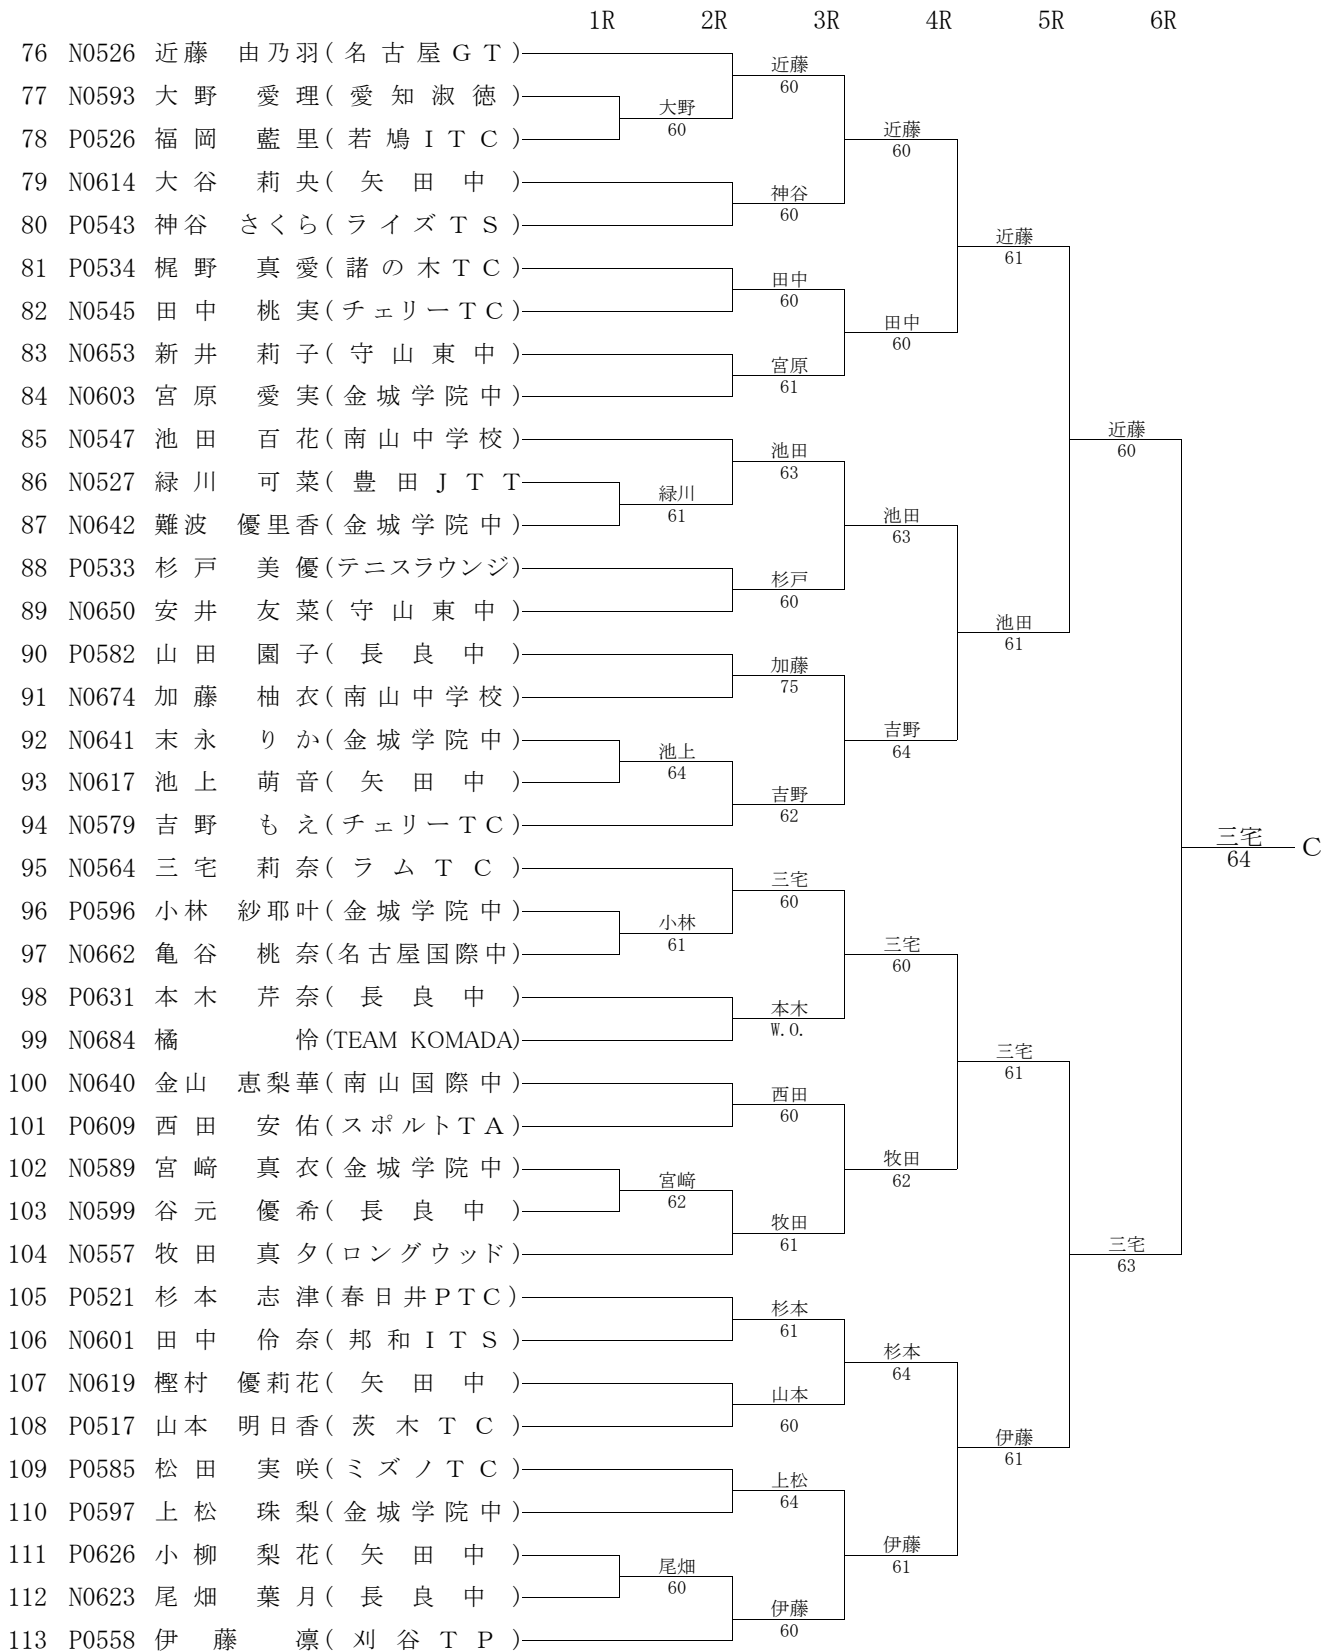 1R 2R 3R 4R 5R 6R
76 N0526 近藤 由乃羽(名古屋GT)
近藤
60
77 N0593 大野 愛理(愛知淑徳)
大野
60
78 P0526 福岡 藍里(若鳩ITC)
近藤
60
79 N0614 大谷 莉央(矢田中)
神谷
60
80 P0543 神谷 さくら(ライズTS)
近藤
61
81 P0534 梶野 真愛(諸の木TC)
田中
60
82 N0545 田中 桃実(チェリーTC)
田中
60
83 N0653 新井 莉子(守山東中)
宮原
61
84 N0603 宮原 愛実(金城学院中)
近藤
60
85 N0547 池田 百花(南山中学校)
池田
63
86 N0527 緑川 可菜(豊田JTT
緑川
61
87 N0642 難波 優里香(金城学院中)
池田
63
88 P0533 杉戸 美優(テニスラウンジ)
杉戸
60
89 N0650 安井 友菜(守山東中)
池田
61
90 P0582 山田 園子(長良中)
加藤
75
91 N0674 加藤 柚衣(南山中学校)
吉野
64
92 N0641 末永 りか(金城学院中)
池上
64
93 N0617 池上 萌音(矢田中)
吉野
62
94 N0579 吉野 もえ(チェリーTC)
三宅
64
C
95 N0564 三宅 莉奈(ラムTC)
三宅
60
96 P0596 小林 紗耶叶(金城学院中)
小林
61
97 N0662 亀谷 桃奈(名古屋国際中)
三宅
60
98 P0631 本木 芹奈(長良中)
本木
W.O.
99 N0684 橘 怜(TEAM KOMADA)
三宅
61
100 N0640 金山 恵梨華(南山国際中)
西田
60
101 P0609 西田 安佑(スポルトTA)
牧田
62
102 N0589 宮﨑 真衣(金城学院中)
宮﨑
62
103 N0599 谷元 優希(長良中)
牧田
61
104 N0557 牧田 真夕(ロングウッド)
三宅
63
105 P0521 杉本 志津(春日井PTC)
杉本
61
106 N0601 田中 伶奈(邦和ITS)
杉本
64
107 N0619 樫村 優莉花(矢田中)
山本
60
108 P0517 山本 明日香(茨木TC)
伊藤
61
109 P0585 松田 実咲(ミズノTC)
上松
64
110 P0597 上松 珠梨(金城学院中)
伊藤
61
111 P0626 小柳 梨花(矢田中)
尾畑
60
112 N0623 尾畑 葉月(長良中)
伊藤
60
113 P0558 伊藤 凛(刈谷TP)